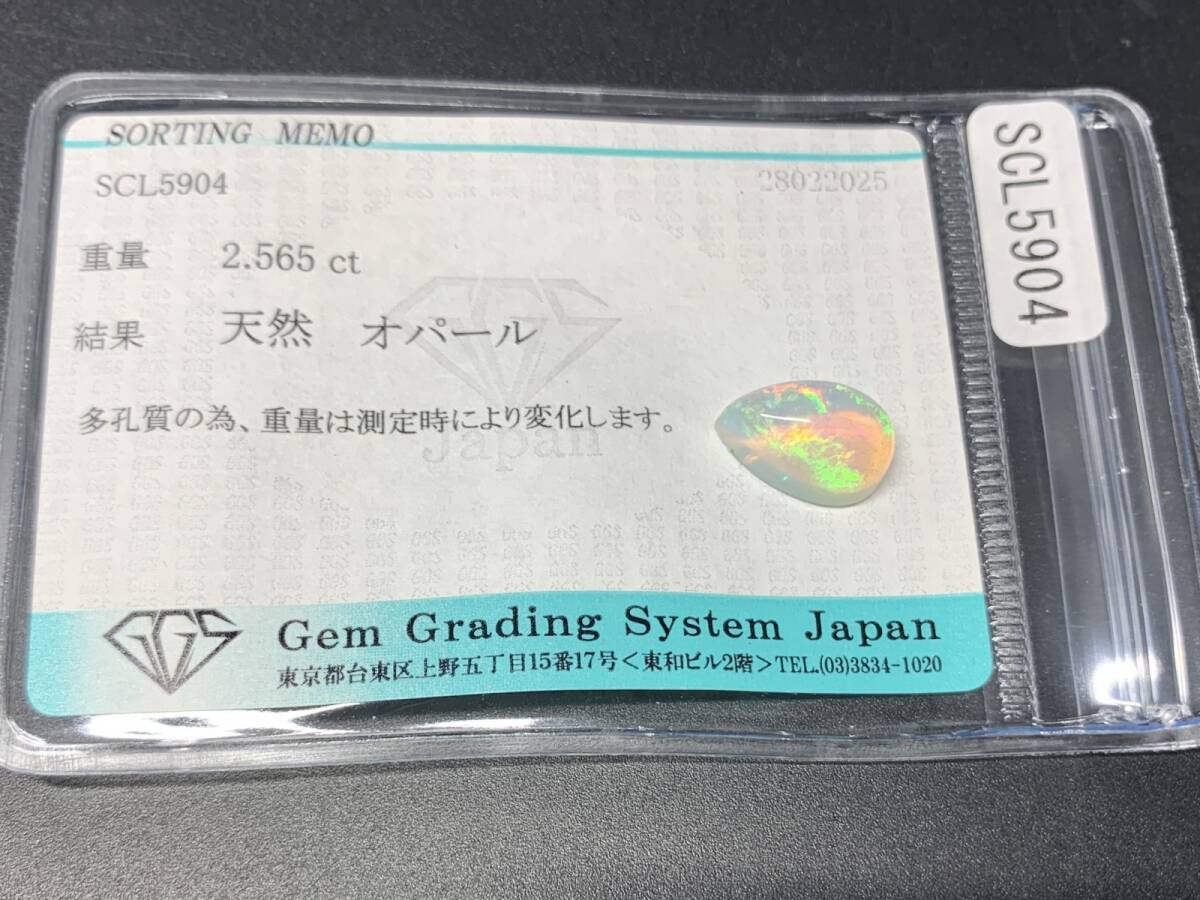 SORTING MEMO
SCL5904 28022025
重量 2.565 ct
結果 天然 オパール
多孔質の為、重量は測定時により変化します。
GGS
Japan
GGS Gem Grading System Japan
東京都台東区上野五丁目15番17号<東和ビル2階>TEL.(03)3834-1020
SCL5904